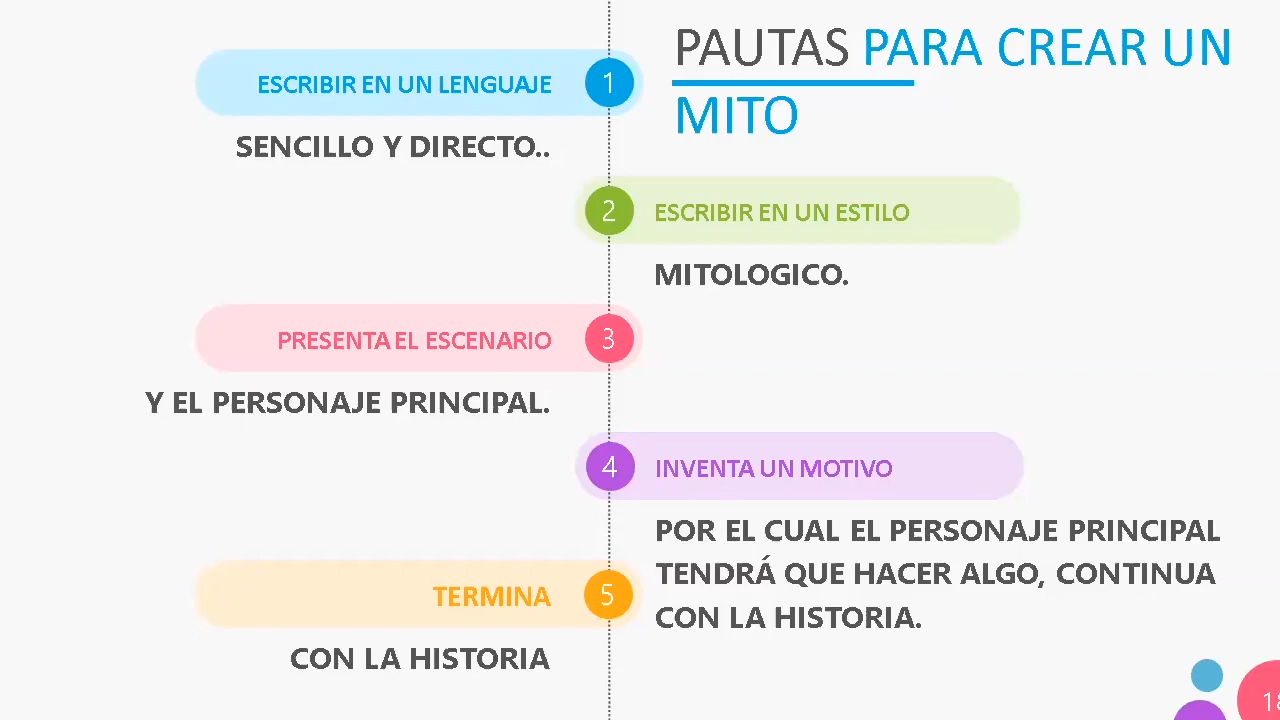 PAUTAS PARA CREAR UN
MITO
1
ESCRIBIR EN UN LENGUAJE
SENCILLO Y DIRECTO..
2
ESCRIBIR EN UN ESTILO
MITOLOGICO.
3
PRESENTA EL ESCENARIO
Y EL PERSONAJE PRINCIPAL.
4
INVENTA UN MOTIVO
POR EL CUAL EL PERSONAJE PRINCIPAL
TENDRÁ QUE HACER ALGO, CONTINUA
CON LA HISTORIA.
5
TERMINA
CON LA HISTORIA